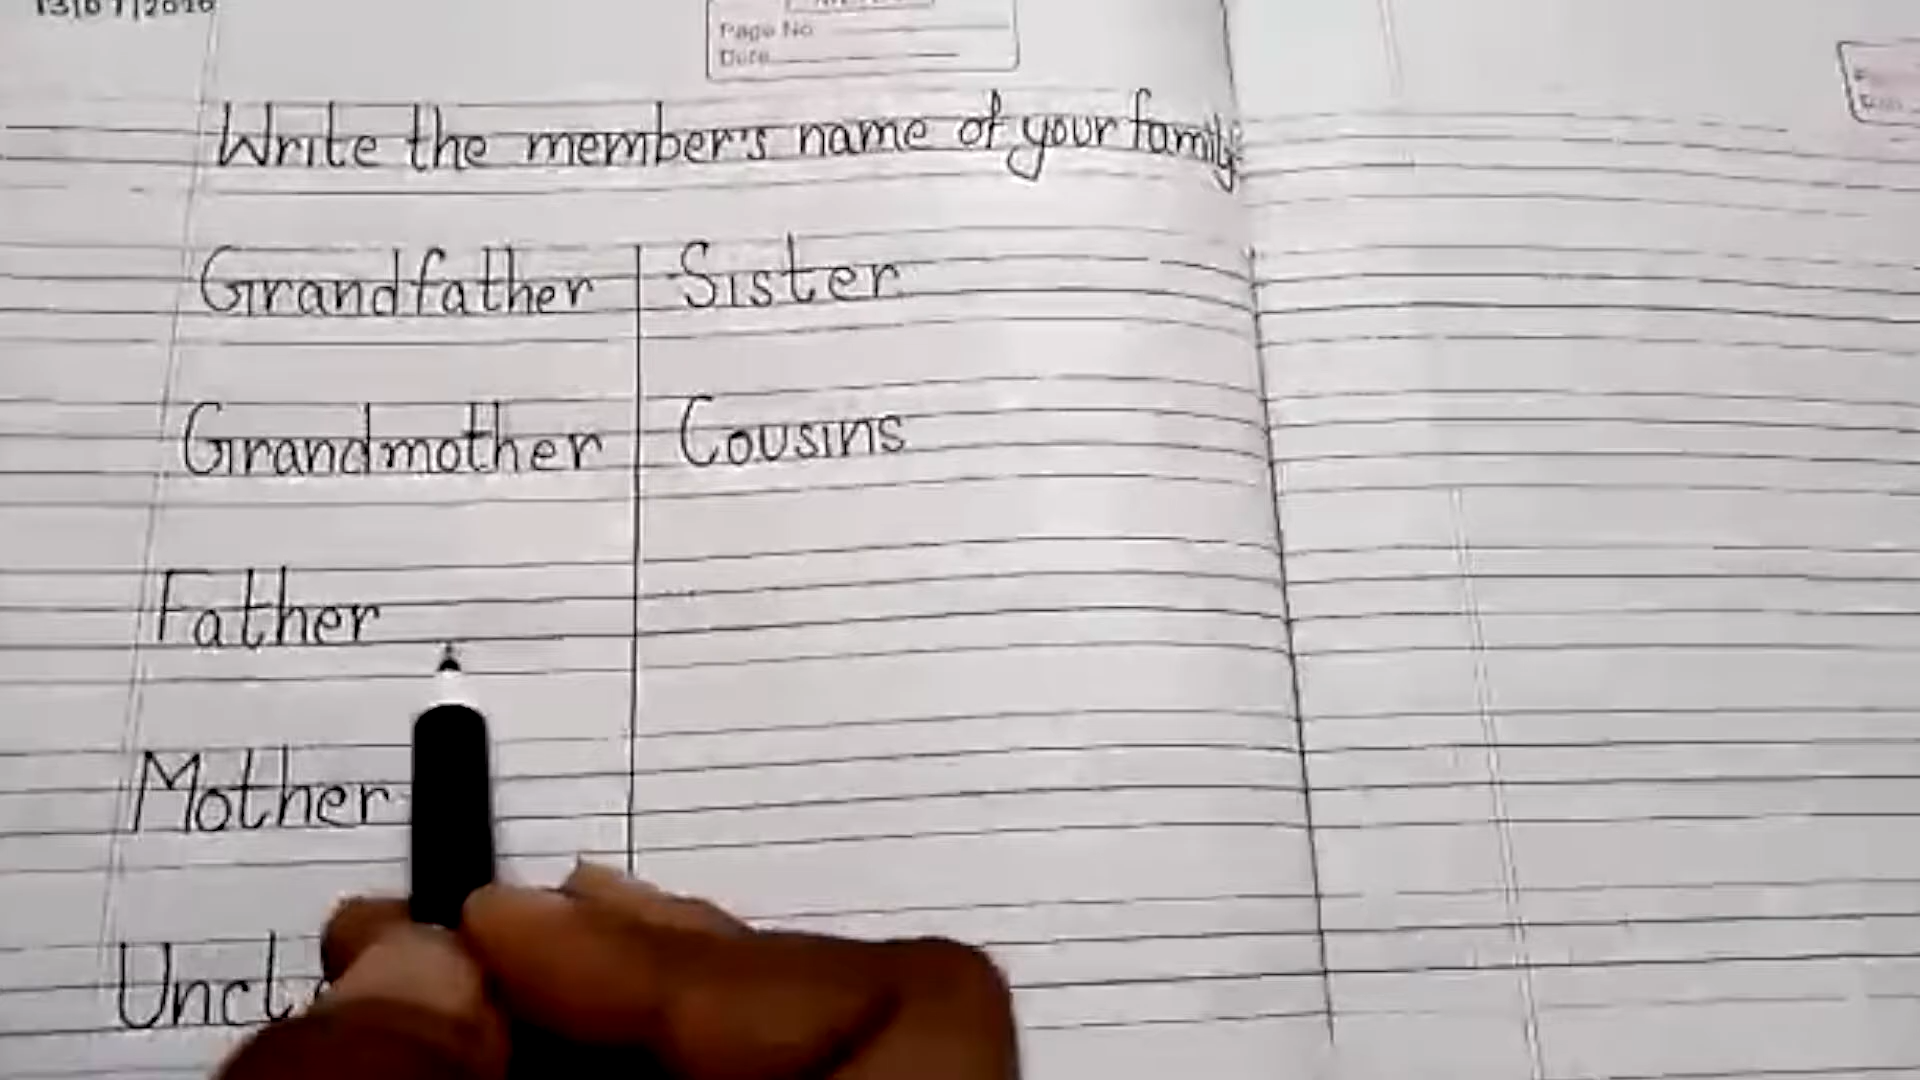 Page No
Date
Write the member's name of your family
Grandfather
Sister
Grandmother
Cousins
Father
Mother